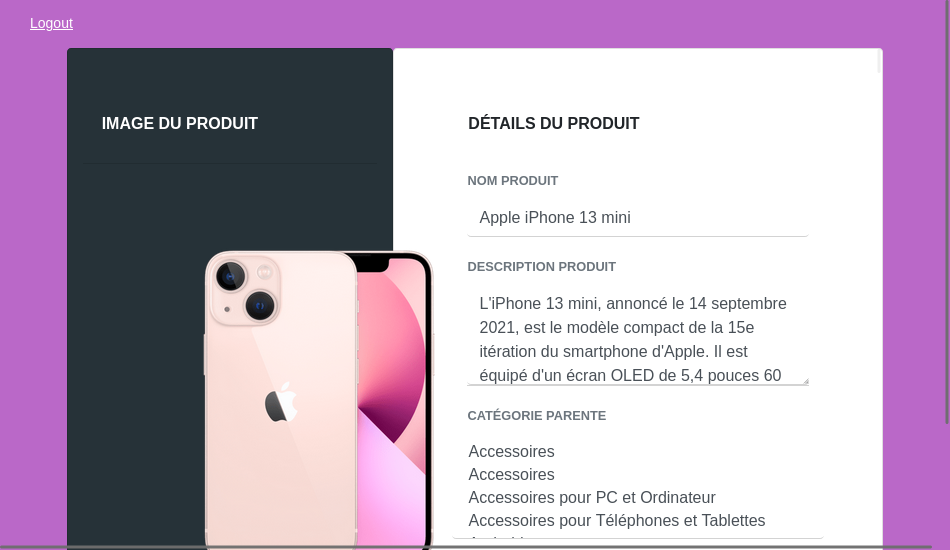 Logout
IMAGE DU PRODUIT
DÉTAILS DU PRODUIT
NOM PRODUIT
Apple iPhone 13 mini
DESCRIPTION PRODUIT
L'iPhone 13 mini, annoncé le 14 septembre
2021, est le modèle compact de la 15e
itération du smartphone d'Apple. Il est
équipé d'un écran OLED de 5,4 pouces 60
CATÉGORIE PARENTE
Accessoires
Accessoires
Accessoires pour PC et Ordinateur
Accessoires pour Téléphones et Tablettes